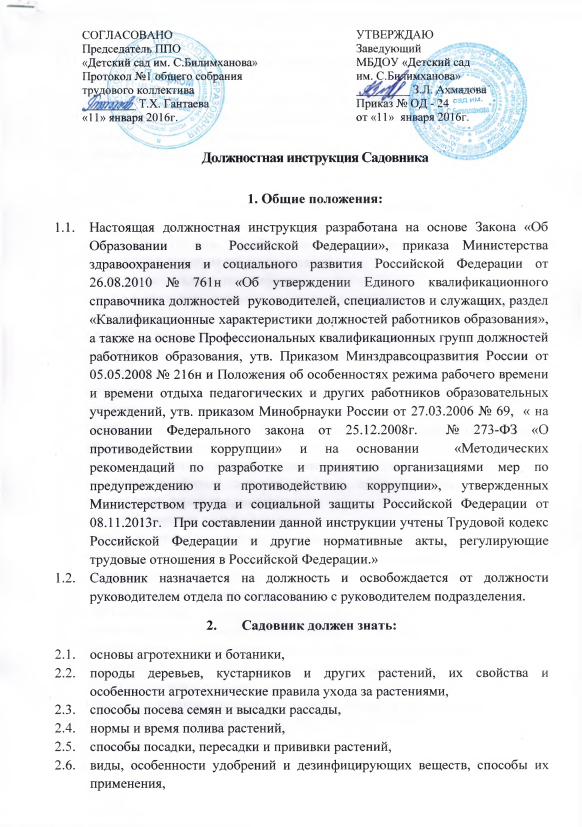 СОГЛАСОВАНО
Председатель ППО
«Детский сад им. С.Билимханова»
Протокол №1 общего собрания
трудового коллектива
Т.Х. Гантаева
«11» января 2016г.
УТВЕРЖДАЮ
Заведующий
МБДОУ «Детский сад
им. С.Билимханова»
З.Л. Ахмадова
Приказ № ОД - 24
от «11» января 2016г.
Должностная инструкция Садовника
1. Общие положения:
1.1. Настоящая должностная инструкция разработана на основе Закона «Об
Образовании в Российской Федерации», приказа Министерства
здравоохранения и социального развития Российской Федерации от
26.08.2010 № 761н «Об утверждении Единого квалификационного
справочника должностей руководителей, специалистов и служащих, раздел
«Квалификационные характеристики должностей работников образования»,
а также на основе Профессиональных квалификационных групп должностей
работников образования, утв. Приказом Минздравсоцразвития России от
05.05.2008 № 216н и Положения об особенностях режима рабочего времени
и времени отдыха педагогических и других работников образовательных
учреждений, утв. приказом Минобрнауки России от 27.03.2006 № 69, « на
основании Федерального закона от 25.12.2008г. № 273-ФЗ «О
противодействии коррупции» и на основании «Методических
рекомендаций по разработке и принятию организациями мер по
предупреждению и противодействию коррупции», утвержденных
Министерством труда и социальной защиты Российской Федерации от
08.11.2013г. При составлении данной инструкции учтены Трудовой кодекс
Российской Федерации и другие нормативные акты, регулирующие
трудовые отношения в Российской Федерации.»
1.2. Садовник назначается на должность и освобождается от должности
руководителем отдела по согласованию с руководителем подразделения.
2. Садовник должен знать:
2.1. основы агротехники и ботаники,
2.2. породы деревьев, кустарников и других растений, их свойства и
особенности агротехнические правила ухода за растениями,
2.3. способы посева семян и высадки рассады,
2.4. нормы и время полива растений,
2.5. способы посадки, пересадки и прививки растений,
2.6. виды, особенности удобрений и дезинфицирующих веществ, способы их
применения,